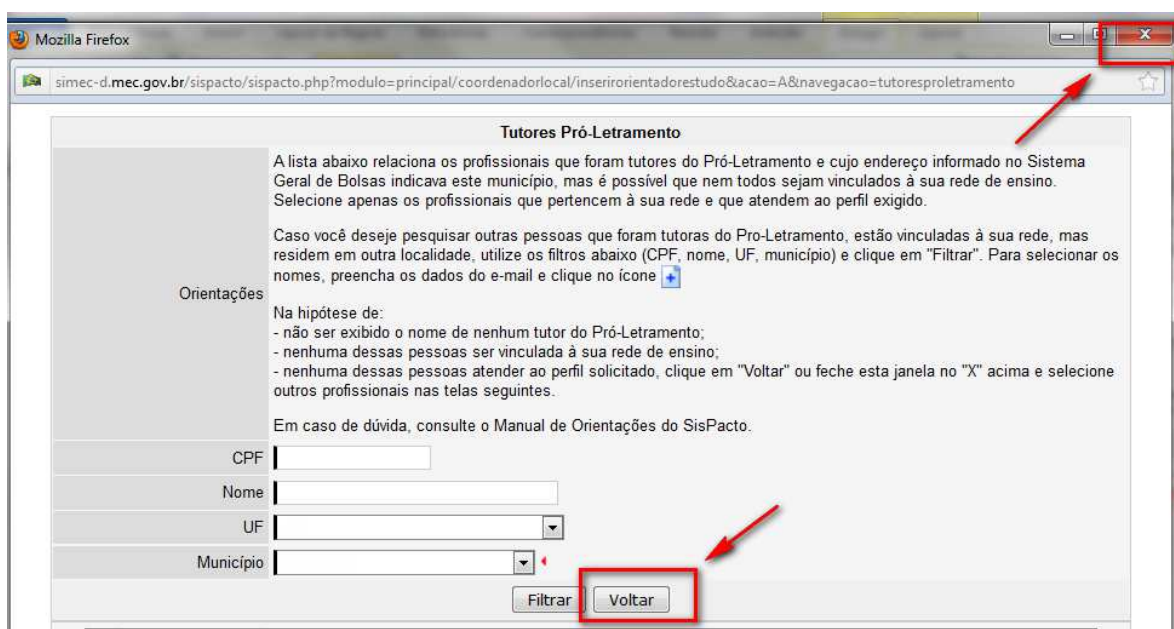 Mozilla Firefox
simec-d.mec.gov.br/sispacto/sispacto.php?modulo=principal/coordenadorlocal/inserirorientadorestudo&acao=A&navegacao=tutoresproletramento
Tutores Pró-Letramento
Orientações
A lista abaixo relaciona os profissionais que foram tutores do Pró-Letramento e cujo endereço informado no Sistema
Geral de Bolsas indicava este município, mas é possível que nem todos sejam vinculados à sua rede de ensino.
Selecione apenas os profissionais que pertencem à sua rede e que atendem ao perfil exigido.
Caso você deseje pesquisar outras pessoas que foram tutoras do Pro-Letramento, estão vinculadas à sua rede, mas
residem em outra localidade, utilize os filtros abaixo (CPF, nome, UF, município) e clique em "Filtrar". Para selecionar os
nomes, preencha os dados do e-mail e clique no ícone
Na hipótese de:
- não ser exibido o nome de nenhum tutor do Pró-Letramento;
- nenhuma dessas pessoas ser vinculada à sua rede de ensino;
- nenhuma dessas pessoas atender ao perfil solicitado, clique em "Voltar" ou feche esta janela no "X" acima e selecione
outros profissionais nas telas seguintes.
Em caso de dúvida, consulte o Manual de Orientações do SisPacto.
CPF
Nome
UF
Município
Filtrar Voltar